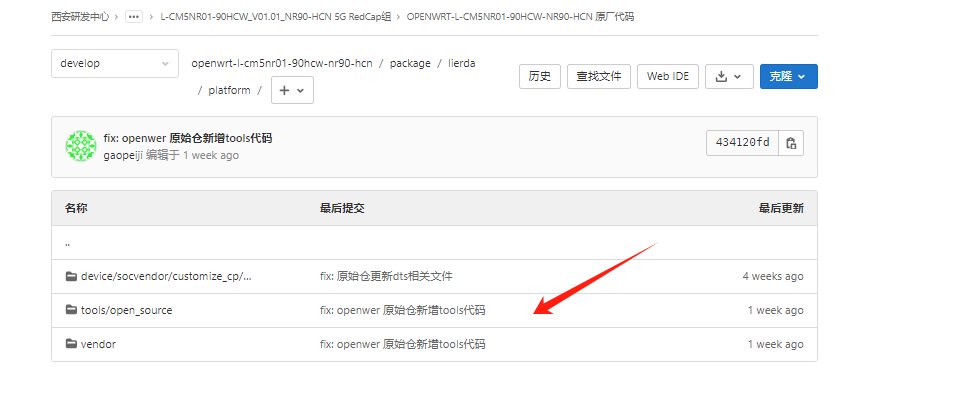 西安研发中心 › ··· › L-CM5NR01-90HCW_V01.01_NR90-HCN 5G RedCap组 › OPENWRT-L-CM5NR01-90HCW-NR90-HCN 原厂代码
develop
openwrt-l-cm5nr01-90hcw-nr90-hcn / package / lierda
/ platform /
历史 查找文件 Web IDE 克隆
fix: openwer 原始仓新增tools代码
gaopeiji 编辑于 1 week ago
434120fd
名称 最后提交 最后更新
..
device/socvendor/customize_cp/... fix: 原始仓更新dts相关文件 4 weeks ago
tools/open_source fix: openwer 原始仓新增tools代码 1 week ago
vendor fix: openwer 原始仓新增tools代码 1 week ago